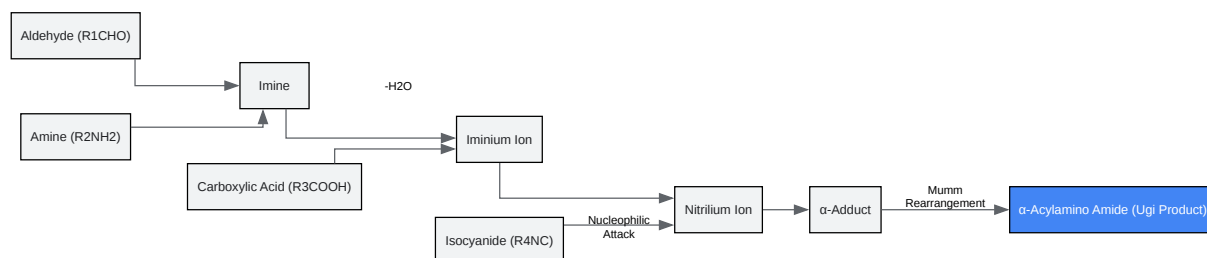 Aldehyde (R1CHO)
Imine
-H2O
Amine (R2NH2)
Iminium Ion
Carboxylic Acid (R3COOH)
Mumm
Rearrangement
Nitrilium Ion
α-Adduct
α-Acylamino Amide (Ugi Product)
Nucleophilic
Attack
Isocyanide (R4NC)